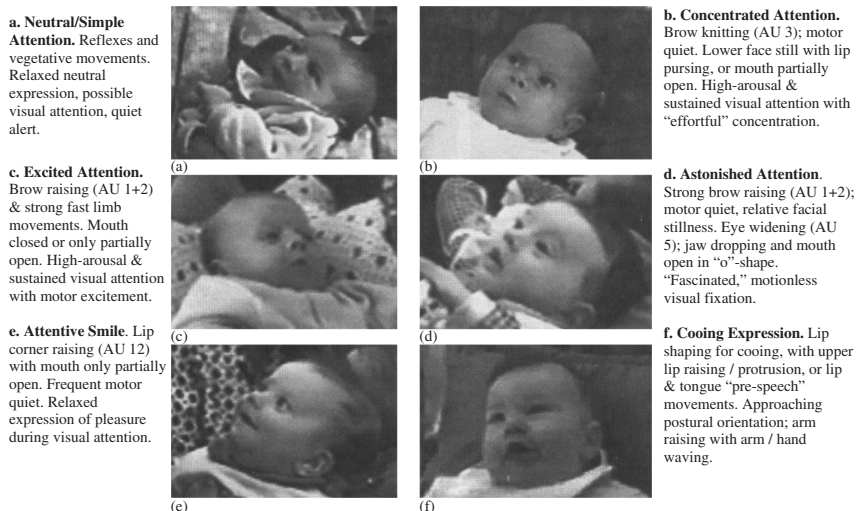 a. Neutral/Simple
Attention. Reflexes and
vegetative movements.
Relaxed neutral
expression, possible
visual attention, quiet
alert.
(a)
b. Concentrated Attention.
Brow knitting (AU 3); motor
quiet. Lower face still with lip
pursing, or mouth partially
open. High-arousal &
sustained visual attention with
“effortful” concentration.
(b)
c. Excited Attention.
Brow raising (AU 1+2)
& strong fast limb
movements. Mouth
closed or only partially
open. High-arousal &
sustained visual attention
with motor excitement.
(c)
d. Astonished Attention.
Strong brow raising (AU 1+2);
motor quiet, relative facial
stillness. Eye widening (AU
5); jaw dropping and mouth
open in “o”-shape.
“Fascinated,” motionless
visual fixation.
(d)
e. Attentive Smile. Lip
corner raising (AU 12)
with mouth only partially
open. Frequent motor
quiet. Relaxed
expression of pleasure
during visual attention.
(e)
f. Cooing Expression. Lip
shaping for cooing, with upper
lip raising / protrusion, or lip
& tongue “pre-speech”
movements. Approaching
postural orientation; arm
raising with arm / hand
waving.
(f)